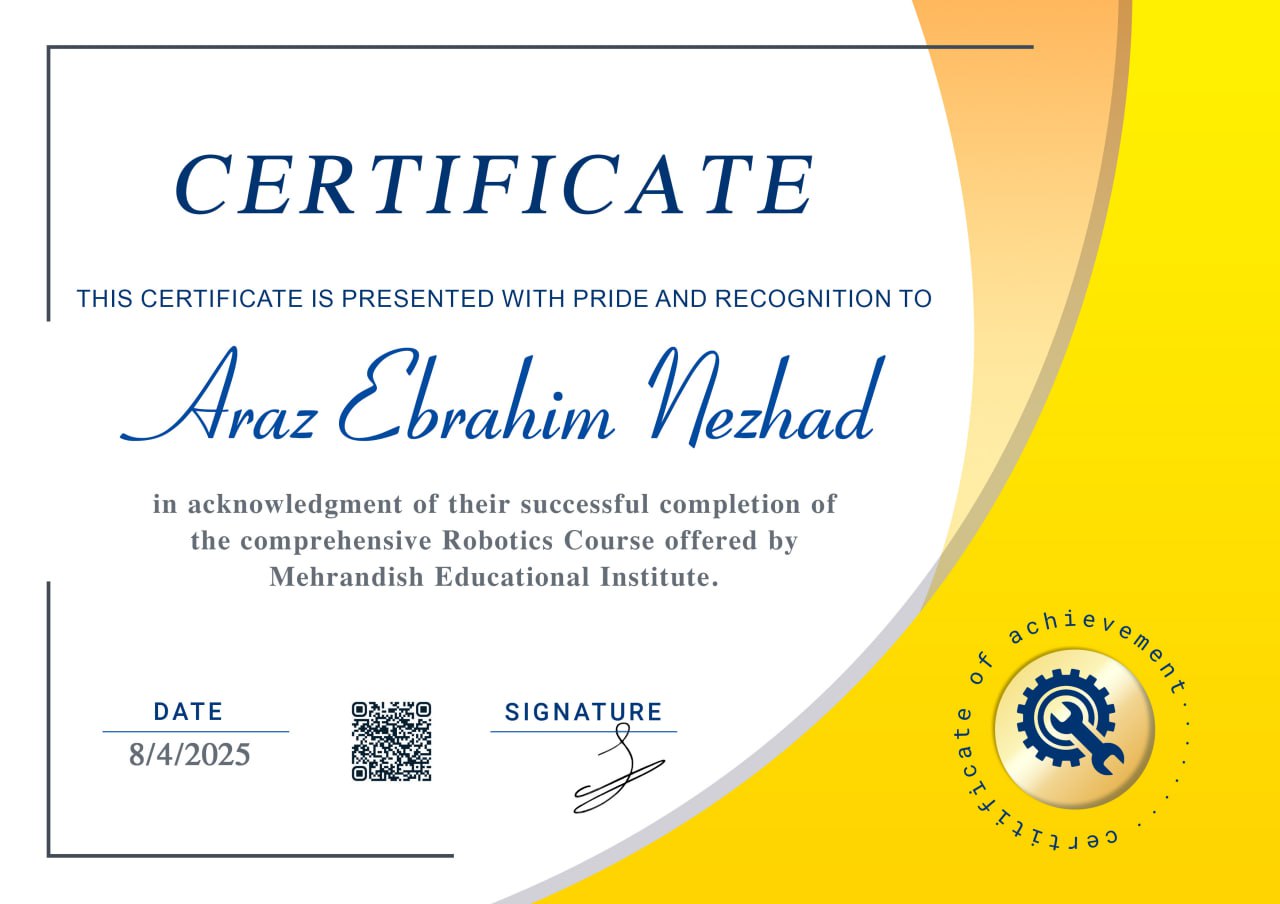 CERTIFICATE
THIS CERTIFICATE IS PRESENTED WITH PRIDE AND RECOGNITION TO
Araz Ebrahim Nezhad
in acknowledgment of their successful completion of
the comprehensive Robotics Course offered by
Mehrandish Educational Institute.
DATE
8/4/2025
SIGNATURE
certificate of achievement.........